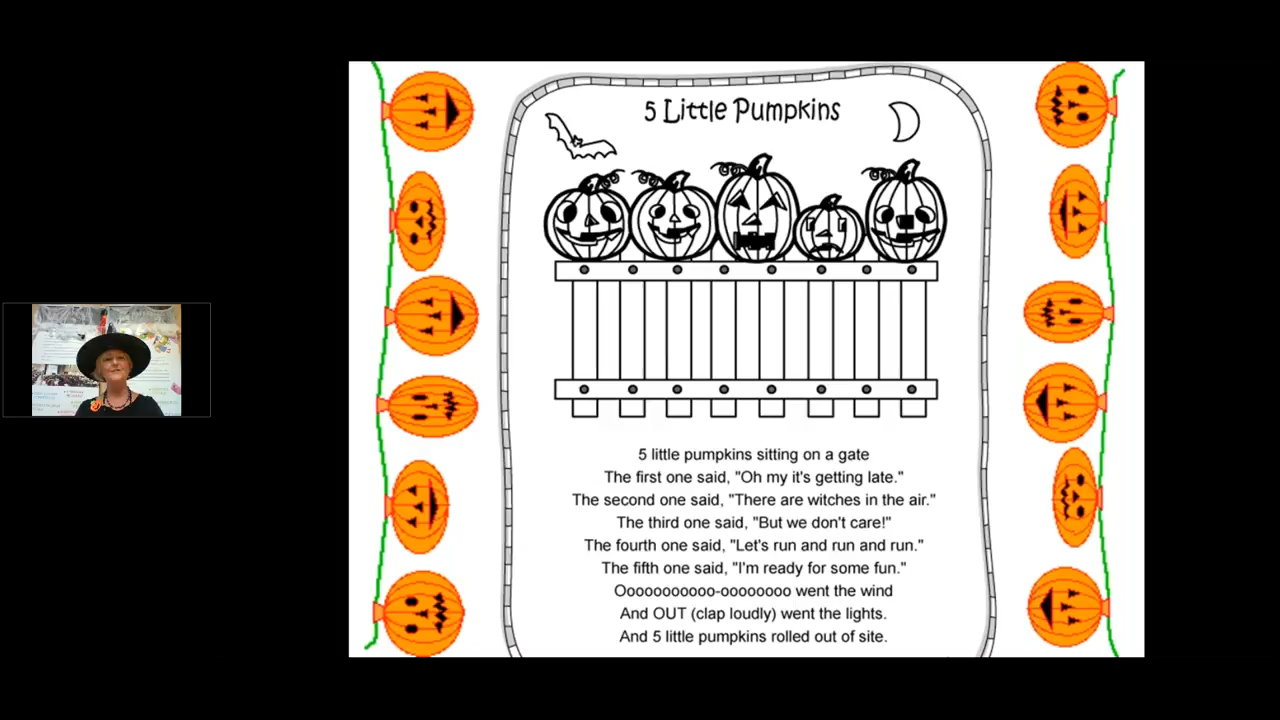 5 Little Pumpkins
5 little pumpkins sitting on a gate
The first one said, "Oh my it's getting late."
The second one said, "There are witches in the air."
The third one said, "But we don't care!"
The fourth one said, "Let's run and run and run."
The fifth one said, "I'm ready for some fun."
Ooooooooooo-oooooooo went the wind
And OUT (clap loudly) went the lights.
And 5 little pumpkins rolled out of site.